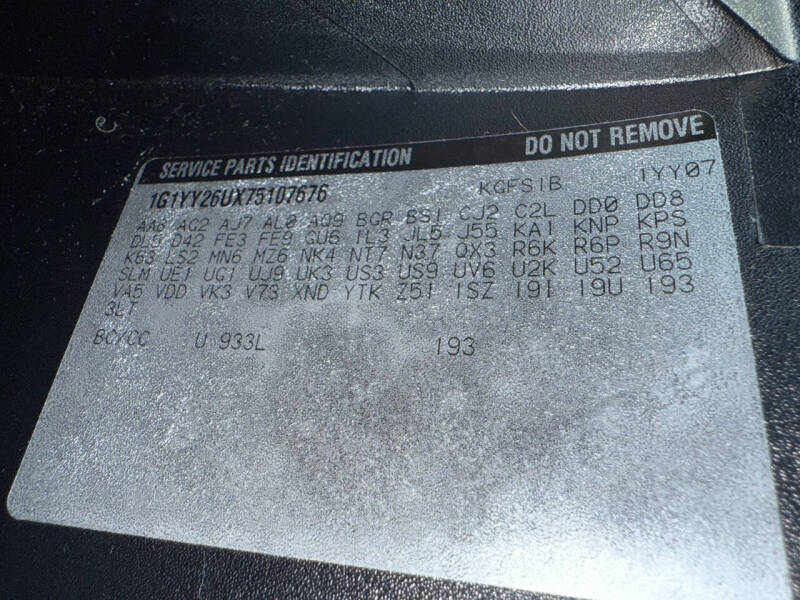 SERVICE PARTS IDENTIFICATION DO NOT REMOVE
1G1YY26UX75107676 KGFSIB 1YY07
AA8 AC2 AJ7 AL0 AQ9 BGR BS1 CJ2 C2L DD0 DD8
DL5 D42 FE3 FE9 GU6 IL3 JL5 J55 KA1 KNP KPS
K63 LS2 MN6 MZ6 NK4 NT7 N37 QX3 R6K R6P R9N
SLM UE1 UG1 UJ9 UK3 US3 US9 UV6 U2K U52 U65
VA5 VDD VK3 V73 XND YTK Z51 1SZ 19I 19U 193
3LT
BC/CC U 933L 193